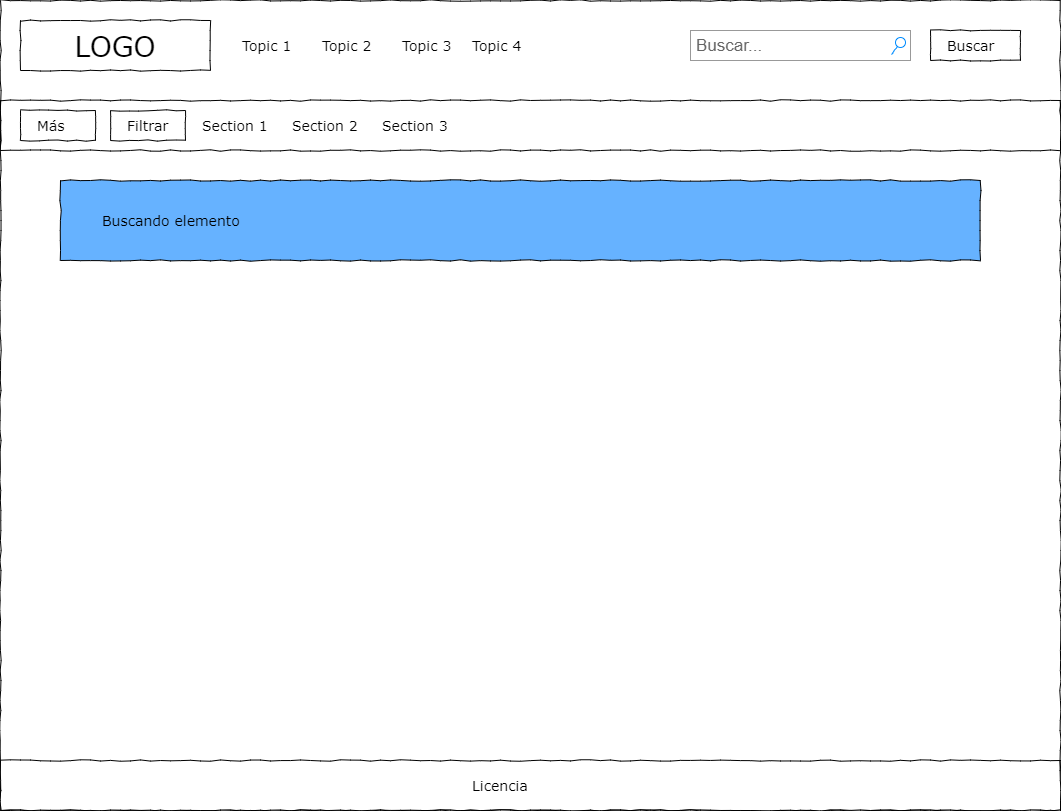 LOGO
Topic 1
Topic 2
Topic 3
Topic 4
Buscar...
Buscar
Más
Filtrar
Section 1
Section 2
Section 3
Buscando elemento
Licencia